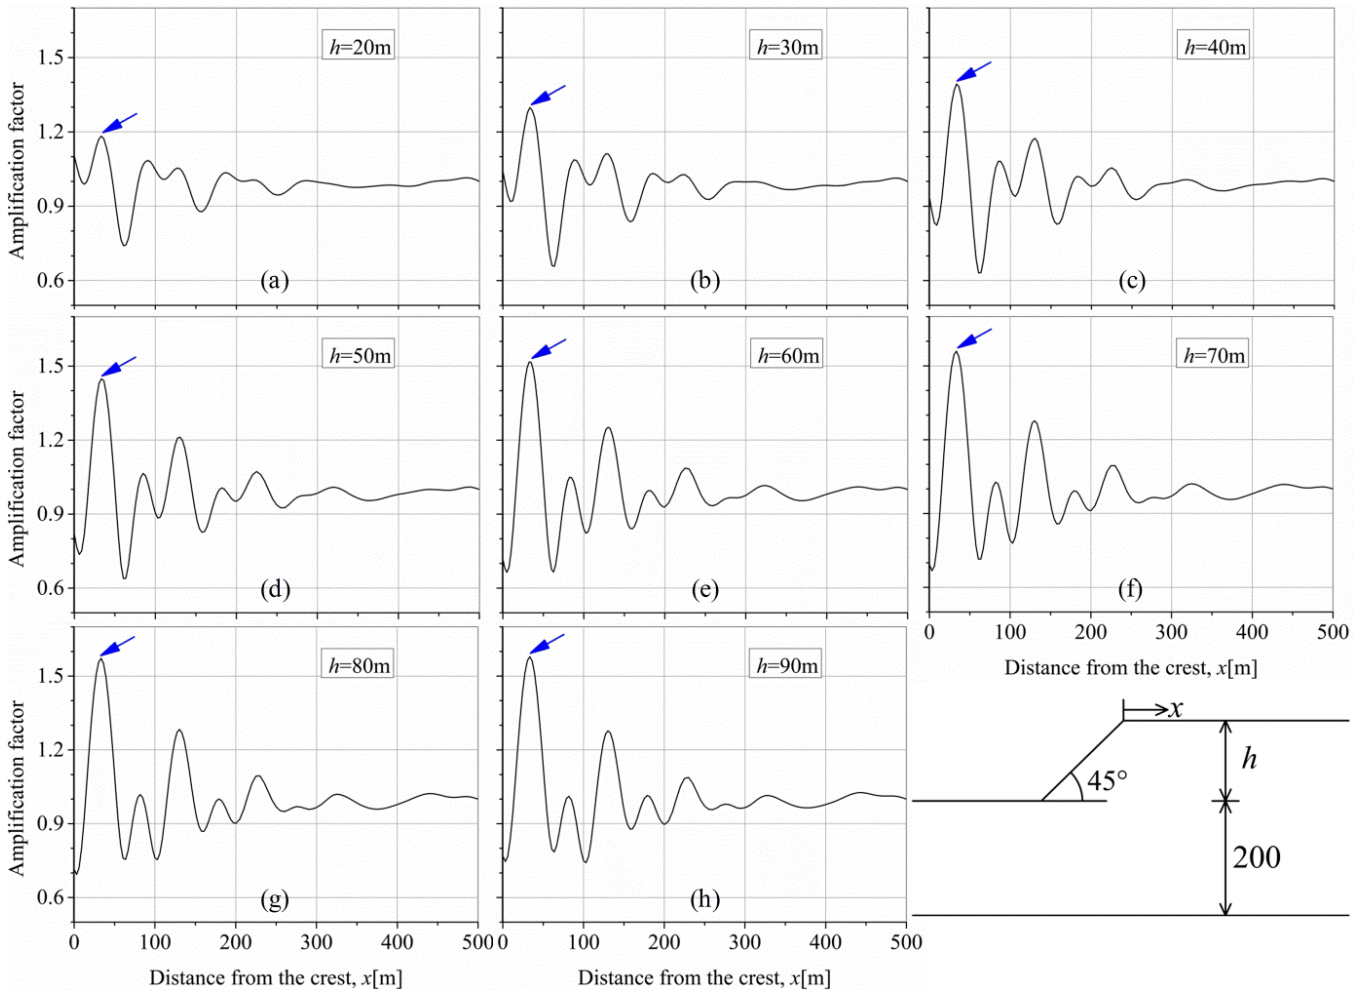 Amplification factor
1.5
1.2
0.9
0.6
h=20m
(a)
h=30m
(b)
h=40m
(c)
Amplification factor
1.5
1.2
0.9
0.6
h=50m
(d)
h=60m
(e)
h=70m
(f)
0 100 200 300 400 500
Distance from the crest, x[m]
Amplification factor
1.5
1.2
0.9
0.6
h=80m
(g)
0 100 200 300 400 500
Distance from the crest, x[m]
h=90m
(h)
0 100 200 300 400 500
Distance from the crest, x[m]
x
h
45°
200